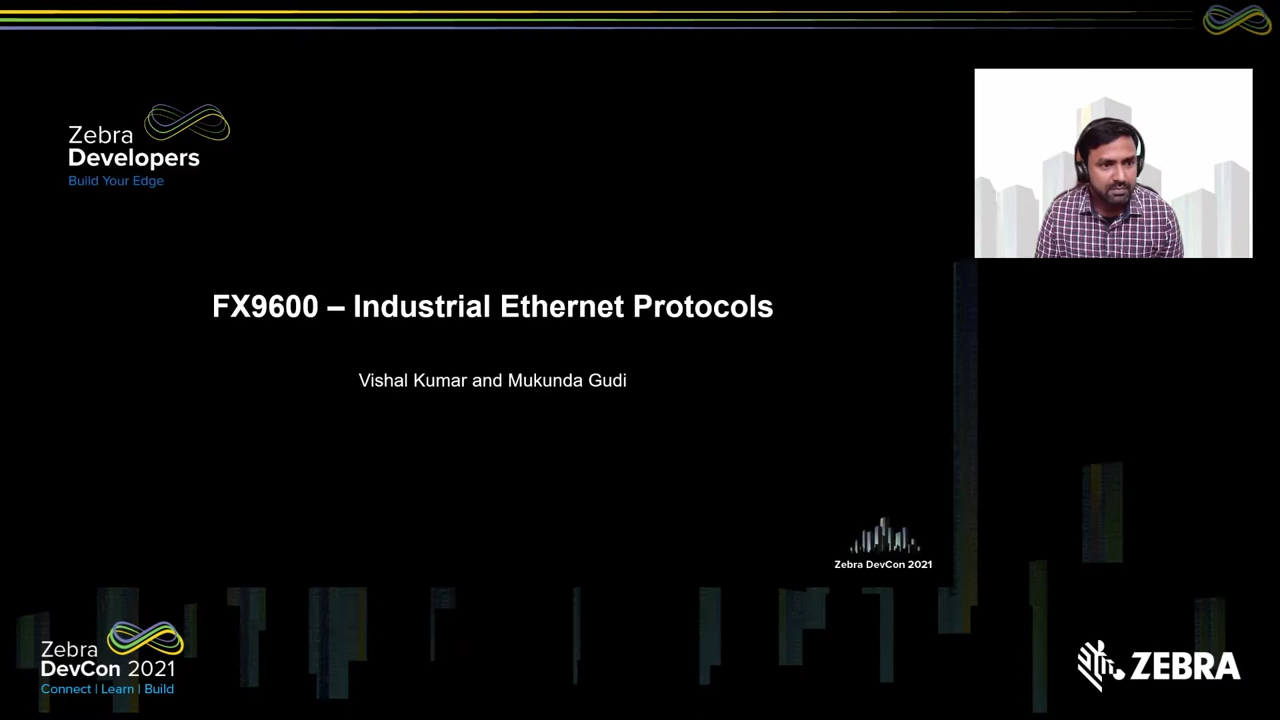 Zebra
Developers
Build Your Edge
FX9600 – Industrial Ethernet Protocols
Vishal Kumar and Mukunda Gudi
Zebra DevCon 2021
Zebra
DevCon 2021
Connect | Learn | Build
ZEBRA